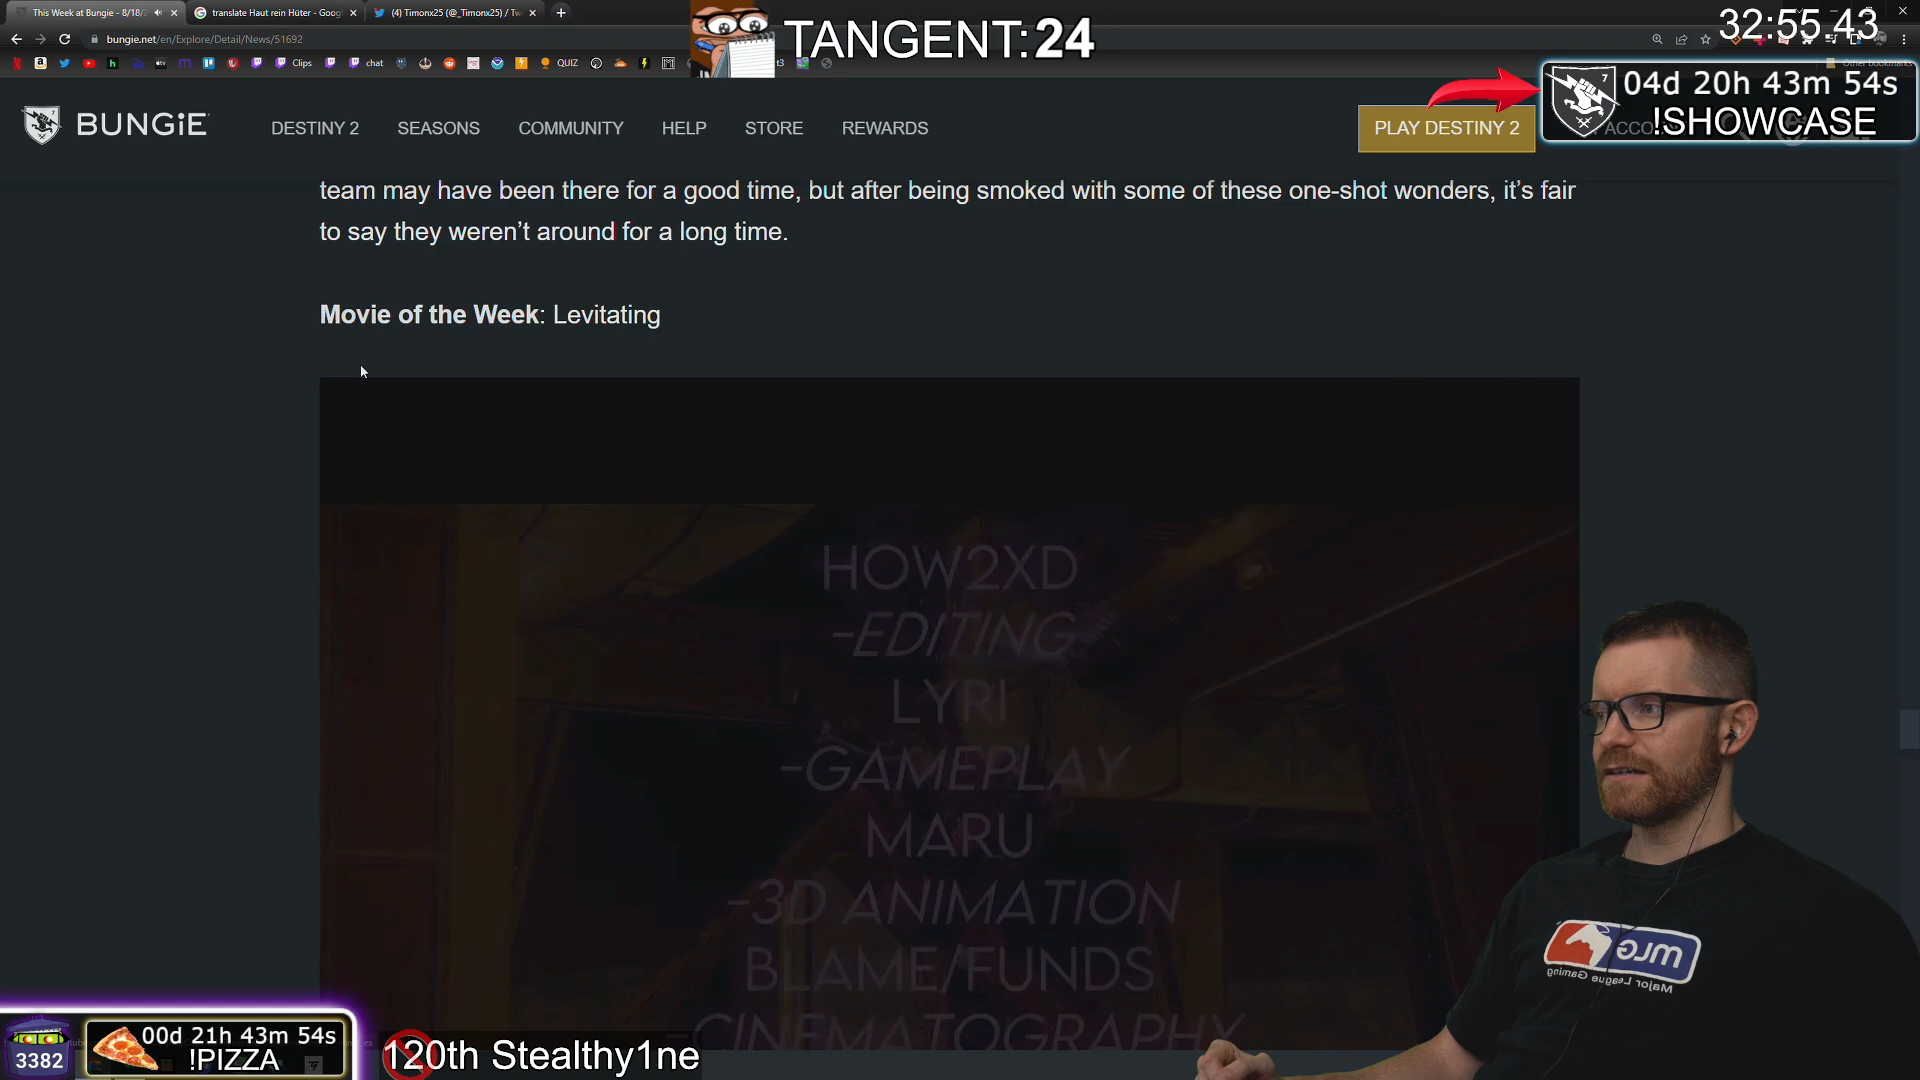 This Week at Bungie - 8/18/2
translate Haut rein Hüter - Goog
(4) Timonx25 (@_Timonx25) / Tw
TANGENT: 24
32:55.43
bungie.net/en/Explore/Detail/News/51692
Clips
chat
QUIZ
Other bookmarks
04d 20h 43m 54s
!SHOWCASE
BUNGiE
DESTINY 2
SEASONS
COMMUNITY
HELP
STORE
REWARDS
PLAY DESTINY 2
team may have been there for a good time, but after being smoked with some of these one-shot wonders, it’s fair
to say they weren’t around for a long time.
Movie of the Week: Levitating
HOW2XD
-EDITING
LYRI
-GAMEPLAY
MARU
-3D ANIMATION
BLAME/FUNDS
CINEMATOGRAPHY
mLG
Major League Gaming
3382
00d 21h 43m 54s
!PIZZA
120th Stealthy1ne